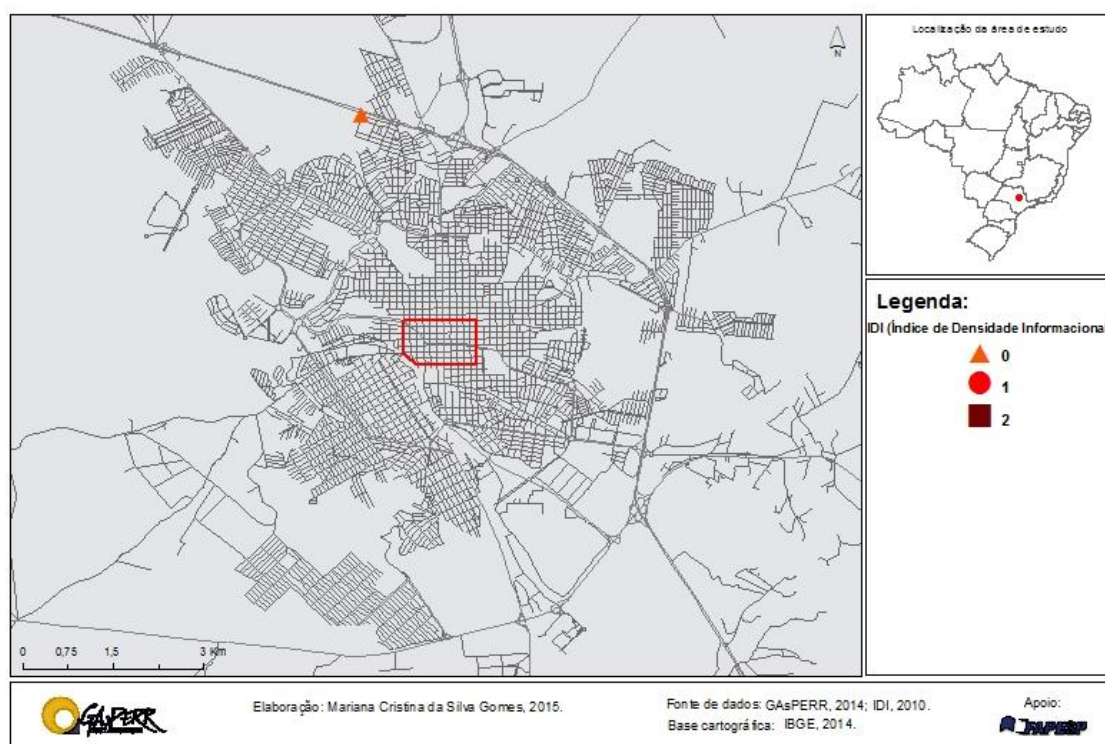 N
0 0,75 1,5 3 Km
Localização da área de estudo
Legenda:
IDI (Índice de Densidade Informacional
0
1
2
GAsPERR
Elaboração: Mariana Cristina da Silva Gomes, 2015.
Fonte de dados: GAsPERR, 2014; IDI, 2010.
Base cartográfica: IBGE, 2014.
Apoio:
FAPESP